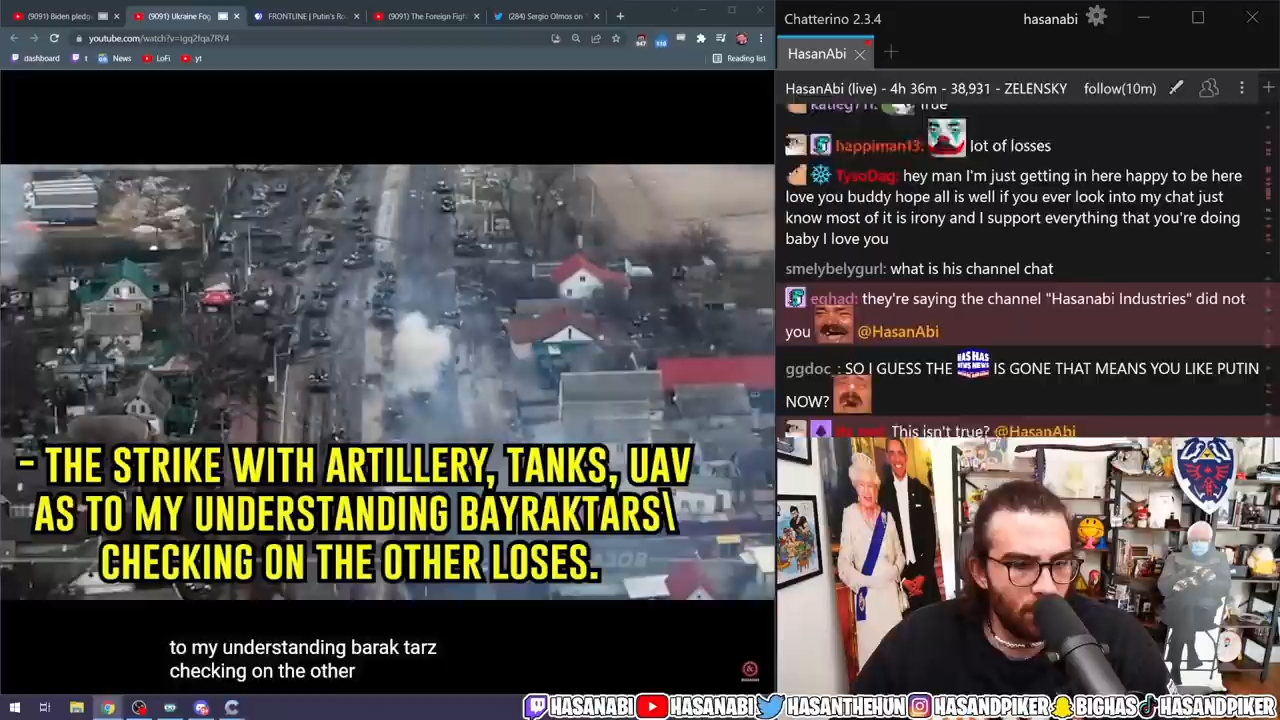 (9091) Biden pledg
(9091) Ukraine Fog
FRONTLINE | Putin's Ro
(9091) The Foreign Figh
(284) Sergio Olmos on
youtube.com/watch?v=Igq2fqa7RY4
947
116
dashboard
t
News
LoFi
yt
Reading list
- THE STRIKE WITH ARTILLERY, TANKS, UAV
AS TO MY UNDERSTANDING BAYRAKTARS\
CHECKING ON THE OTHER LOSES.
to my understanding barak tarz
checking on the other
Chatterino 2.3.4
hasanabi
HasanAbi
HasanAbi (live) - 4h 36m - 38,931 - ZELENSKY
follow(10m)
True
happiman13: lot of losses
TysoDag: hey man I'm just getting in here happy to be here
love you buddy hope all is well if you ever look into my chat just
know most of it is irony and I support everything that you're doing
baby I love you
smelybelygurl: what is his channel chat
eghad: they're saying the channel "Hasanabi Industries" did not
you @HasanAbi
ggdoc : SO I GUESS THE HAS HAS NEWS NEWS IS GONE THAT MEANS YOU LIKE PUTIN
NOW?
This isn't true? @HasanAbi
HASANABI
HASANABI
HASANTHEHUN
HASANDPIKER
BIGHAS
HASANDPIKER